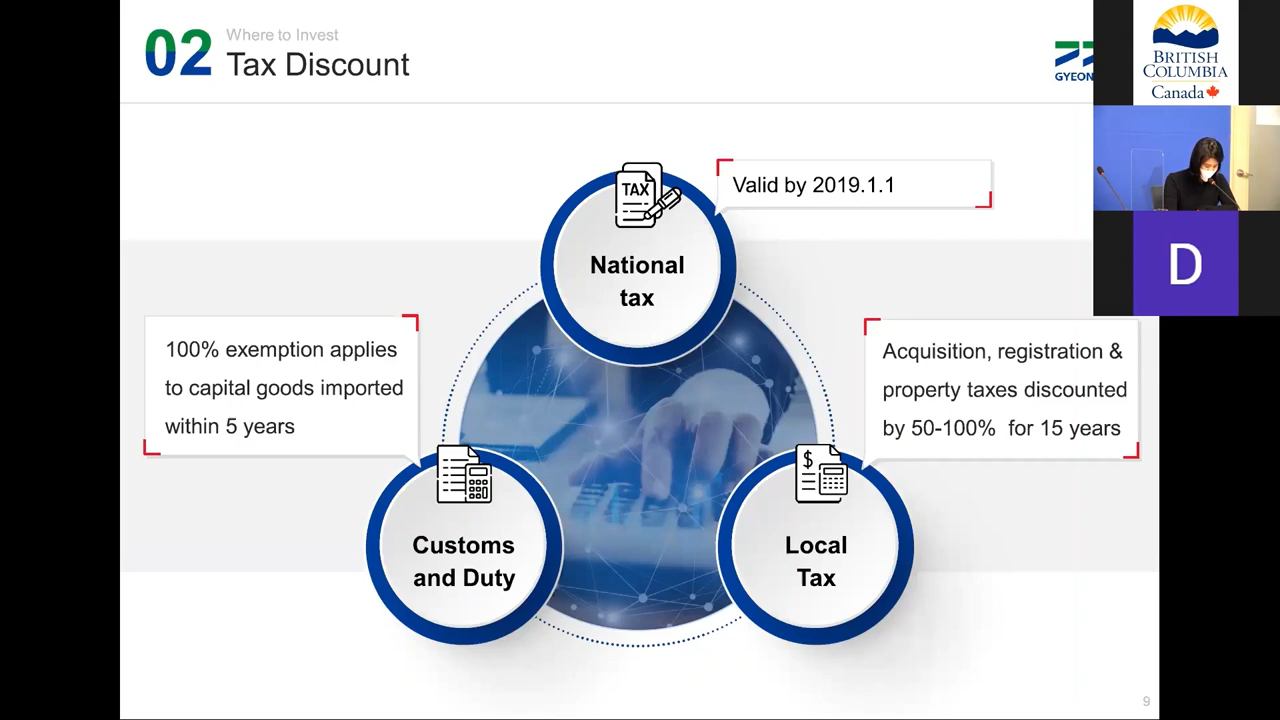 02
Where to Invest
Tax Discount
GYEON
BRITISH
COLUMBIA
Canada
D
TAX
Valid by 2019.1.1
National
tax
100% exemption applies
to capital goods imported
within 5 years
Acquisition, registration &
property taxes discounted
by 50-100% for 15 years
$
Customs
and Duty
Local
Tax
9